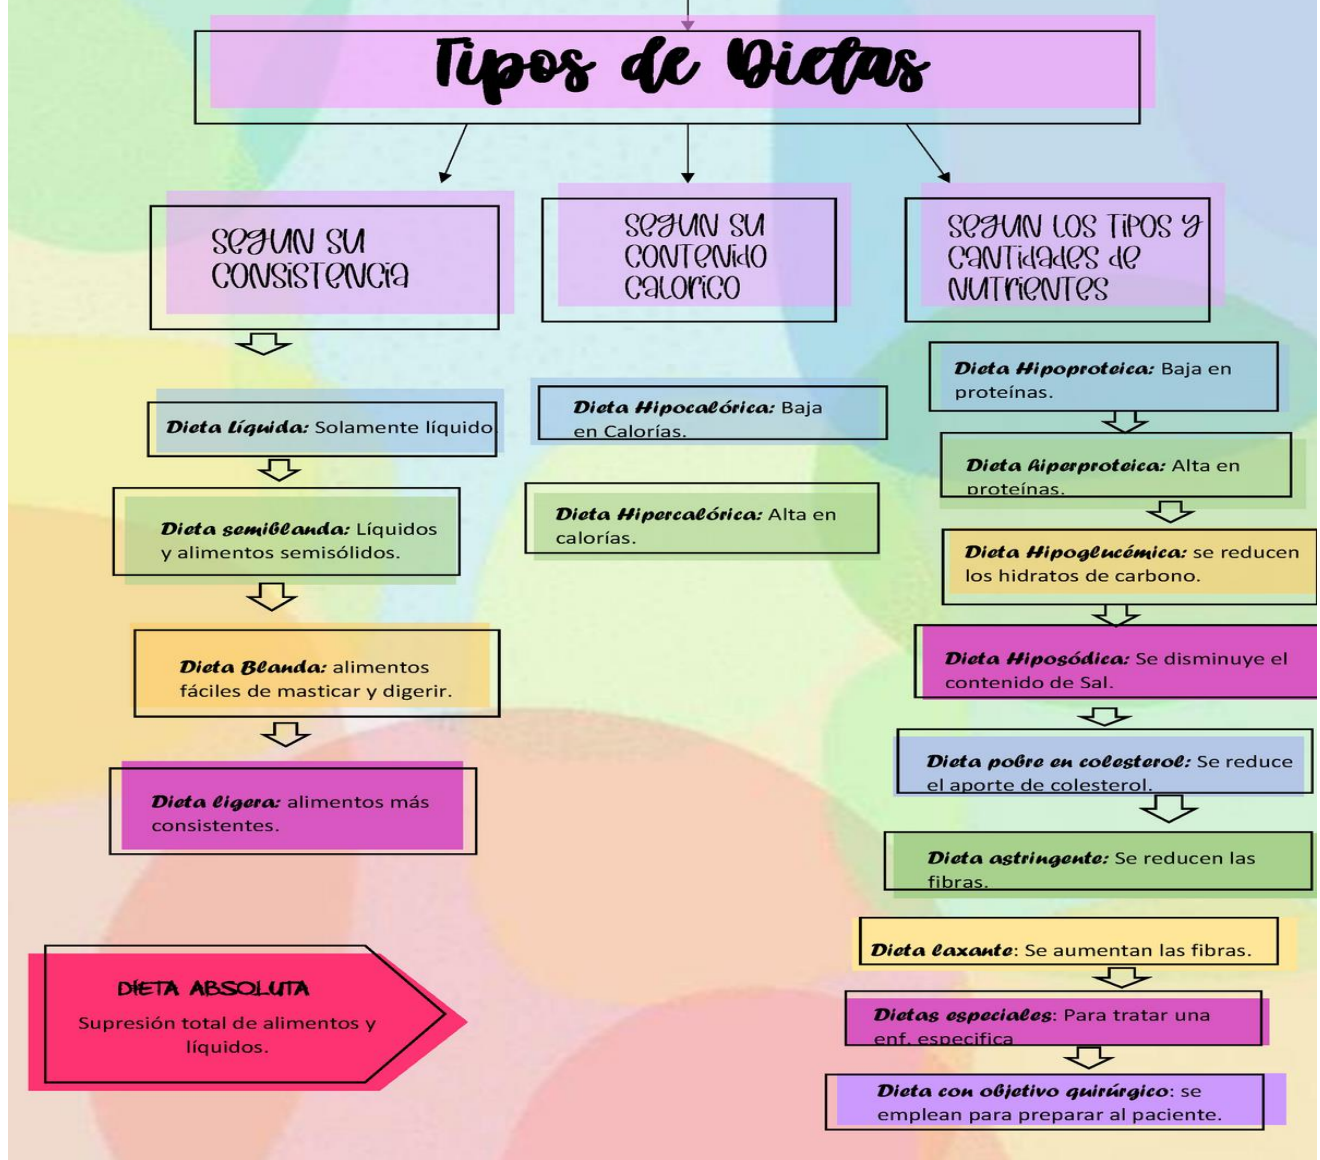 Tipos de Dietas
SEGUN SU
CONSISTENCIA
Dieta Líquida: Solamente líquido.
Dieta semiblanda: Líquidos
y alimentos semisólidos.
Dieta Blanda: alimentos
fáciles de masticar y digerir.
Dieta ligera: alimentos más
consistentes.
DIETA ABSOLUTA
Supresión total de alimentos y
líquidos.
SEGUN SU
CONTENIDO
CALORICO
Dieta Hipocalórica: Baja
en Calorías.
Dieta Hipercalórica: Alta en
calorías.
SEGUN LOS TIPOS Y
CANTIDADES DE
NUTRIENTES
Dieta Hipoproteica: Baja en
proteínas.
Dieta hiperproteica: Alta en
proteínas.
Dieta Hipoglucémica: se reducen
los hidratos de carbono.
Dieta Hiposódica: Se disminuye el
contenido de Sal.
Dieta pobre en colesterol: Se reduce
el aporte de colesterol.
Dieta astringente: Se reducen las
fibras.
Dieta laxante: Se aumentan las fibras.
Dietas especiales: Para tratar una
enf. especifica
Dieta con objetivo quirúrgico: se
emplean para preparar al paciente.